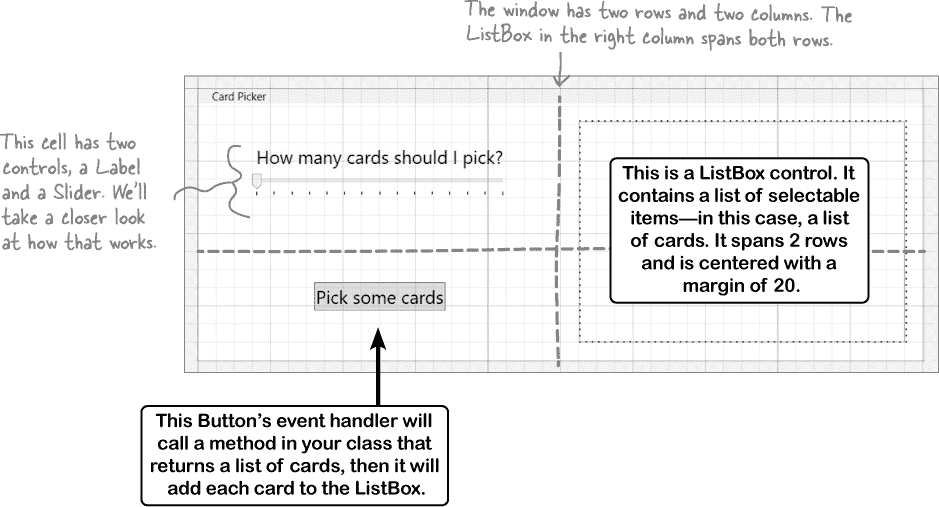 The window has two rows and two columns. The
ListBox in the right column spans both rows.
Card Picker
This cell has two
controls, a Label
and a Slider. We'll
take a closer look
at how that works.
How many cards should I pick?
This is a ListBox control. It
contains a list of selectable
items—in this case, a list
of cards. It spans 2 rows
and is centered with a
margin of 20.
Pick some cards
This Button’s event handler will
call a method in your class that
returns a list of cards, then it will
add each card to the ListBox.